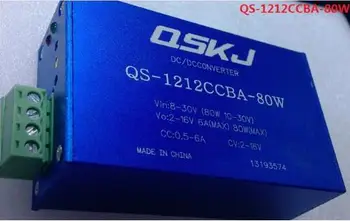 QS-1212CCBA-80W
QSKJ
DC/DCCONVERTER
QS-1212CCBA-80W
Vin:8-30V (80W 10-30V)
Vo:2-16V 6A(MAX) 80W(MAX)
CC:0.5-6A CV:2-16V
MADE IN CHINA 13193574